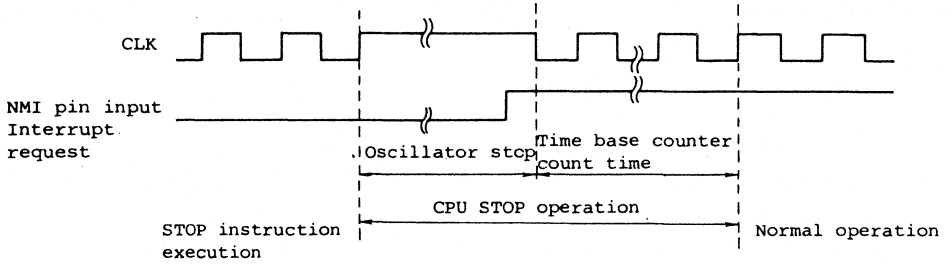 CLK
NMI pin input
Interrupt
request
Oscillator stcp
Time base counter
count time
CPU STOP operation
STOP instruction
execution
Normal operation